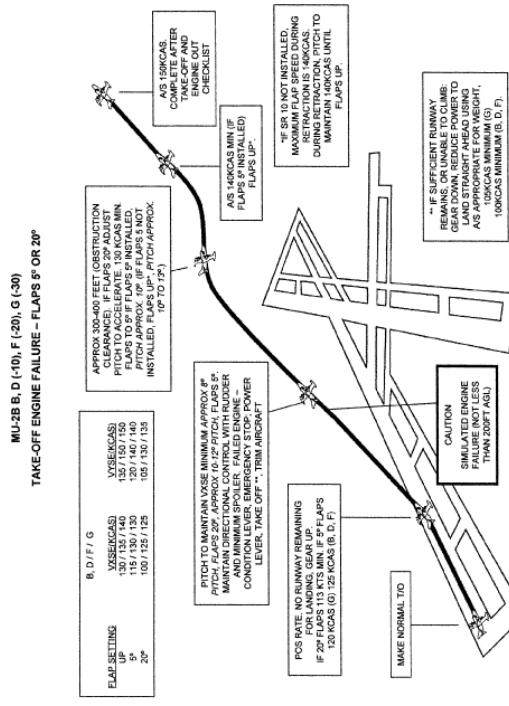 MU-2B B, D (-10), F (-20), G (-30)
TAKE-OFF ENGINE FAILURE – FLAPS 5° OR 20°
B, D / F / G
FLAP SETTING VXSE(KCAS) VYSE(KCAS)
UP 130 / 135 / 140 135 / 150 / 150
5° 115 / 130 / 130 120 / 140 / 140
20° 100 / 125 / 125 105 / 130 / 135
APPROX 300-400 FEET (OBSTRUCTION
CLEARANCE), IF FLAPS 20° ADJUST
PITCH TO ACCELERATE, 130 KCAS MIN.
FLAPS TO 5° IF FLAPS 5° INSTALLED,
PITCH APPROX. 10°. (IF FLAPS 5 NOT
INSTALLED, FLAPS UP*, PITCH APPROX.
10° TO 13°.)
A/S 150KCAS.
COMPLETE AFTER
TAKE-OFF AND
ENGINE OUT
CHECKLIST
A/S 140KCAS MIN (IF
FLAPS 5° INSTALLED)
FLAPS UP*.
PITCH TO MAINTAIN VXSE MINIMUM APPROX 8°
PITCH, FLAPS 20°, APPROX 10-12° PITCH, FLAPS 5°.
MAINTAIN DIRECTIONAL CONTROL WITH RUDDER
AND MINIMUM SPOILER. FAILED ENGINE –
CONDITION LEVER, EMERGENCY STOP; POWER
LEVER, TAKE OFF **, TRIM AIRCRAFT
*IF SR 10 NOT INSTALLED,
MAXIMUM FLAP SPEED DURING
RETRACTION IS 140KCAS.
DURING RETRACTION, PITCH TO
MAINTAIN 140KCAS UNTIL
FLAPS UP.
POS RATE, NO RUNWAY REMAINING
FOR LANDING, GEAR UP.
IF 20° FLAPS 113 KTS MIN. IF 5° FLAPS
120 KCAS (G) 125 KCAS (B, D, F)
MAKE NORMAL T/O
CAUTION
SIMULATED ENGINE
FAILURE (NOT LESS
THAN 200FT AGL)
** IF SUFFICIENT RUNWAY
REMAINS, OR UNABLE TO CLIMB:
GEAR DOWN, REDUCE POWER TO
LAND STRAIGHT AHEAD USING
A/S APPROPRIATE FOR WEIGHT,
105KCAS MINIMUM (G)
100KCAS MINIMUM (B, D, F).